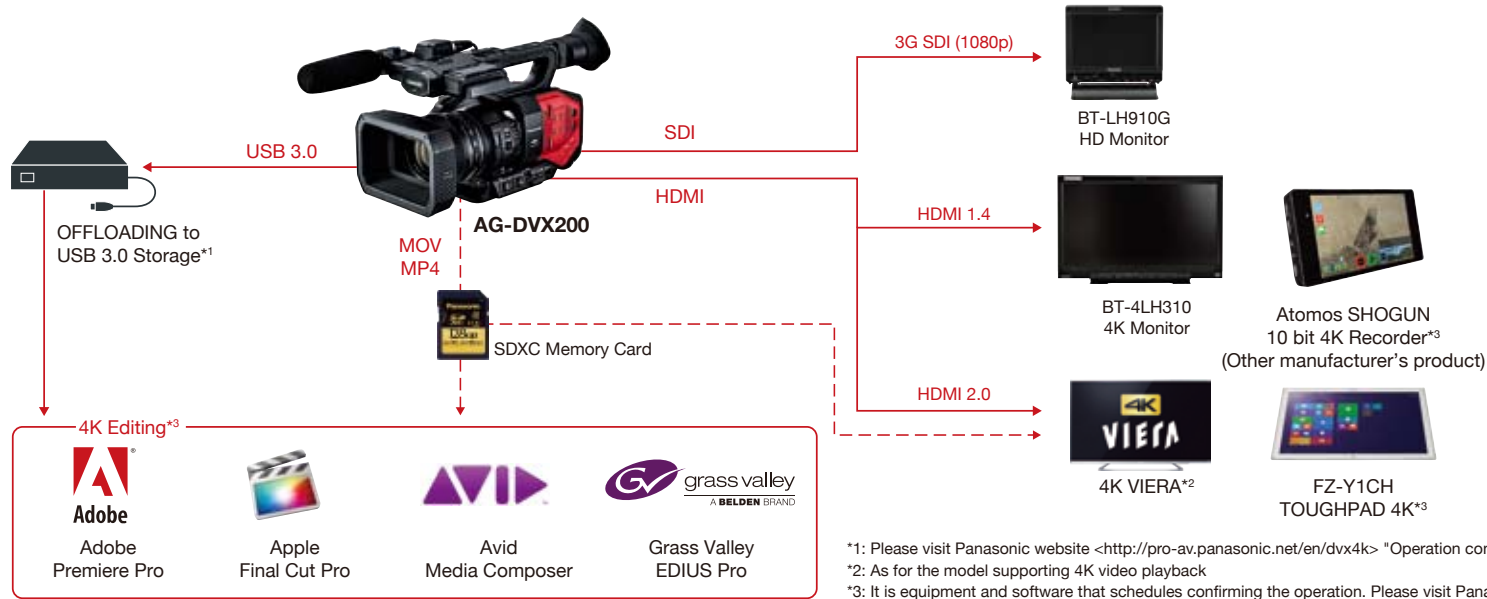 3G SDI (1080p)
BT-LH910G
HD Monitor
SDI
USB 3.0
HDMI
HDMI 1.4
AG-DVX200
OFFLOADING to
USB 3.0 Storage*1
MOV
MP4
Panasonic
SDXC Memory Card
BT-4LH310
4K Monitor
Atomos SHOGUN
10 bit 4K Recorder*3
(Other manufacturer's product)
HDMI 2.0
4K
VIERA
4K VIERA*2
FZ-Y1CH
TOUGHPAD 4K*3
4K Editing*3
Adobe
AVID
GV grass valley
A BELDEN BRAND
Adobe
Premiere Pro
Apple
Final Cut Pro
Avid
Media Composer
Grass Valley
EDIUS Pro
*1: Please visit Panasonic website <http://pro-av.panasonic.net/en/dvx4k> "Operation con
*2: As for the model supporting 4K video playback
*3: It is equipment and software that schedules confirming the operation. Please visit Pana